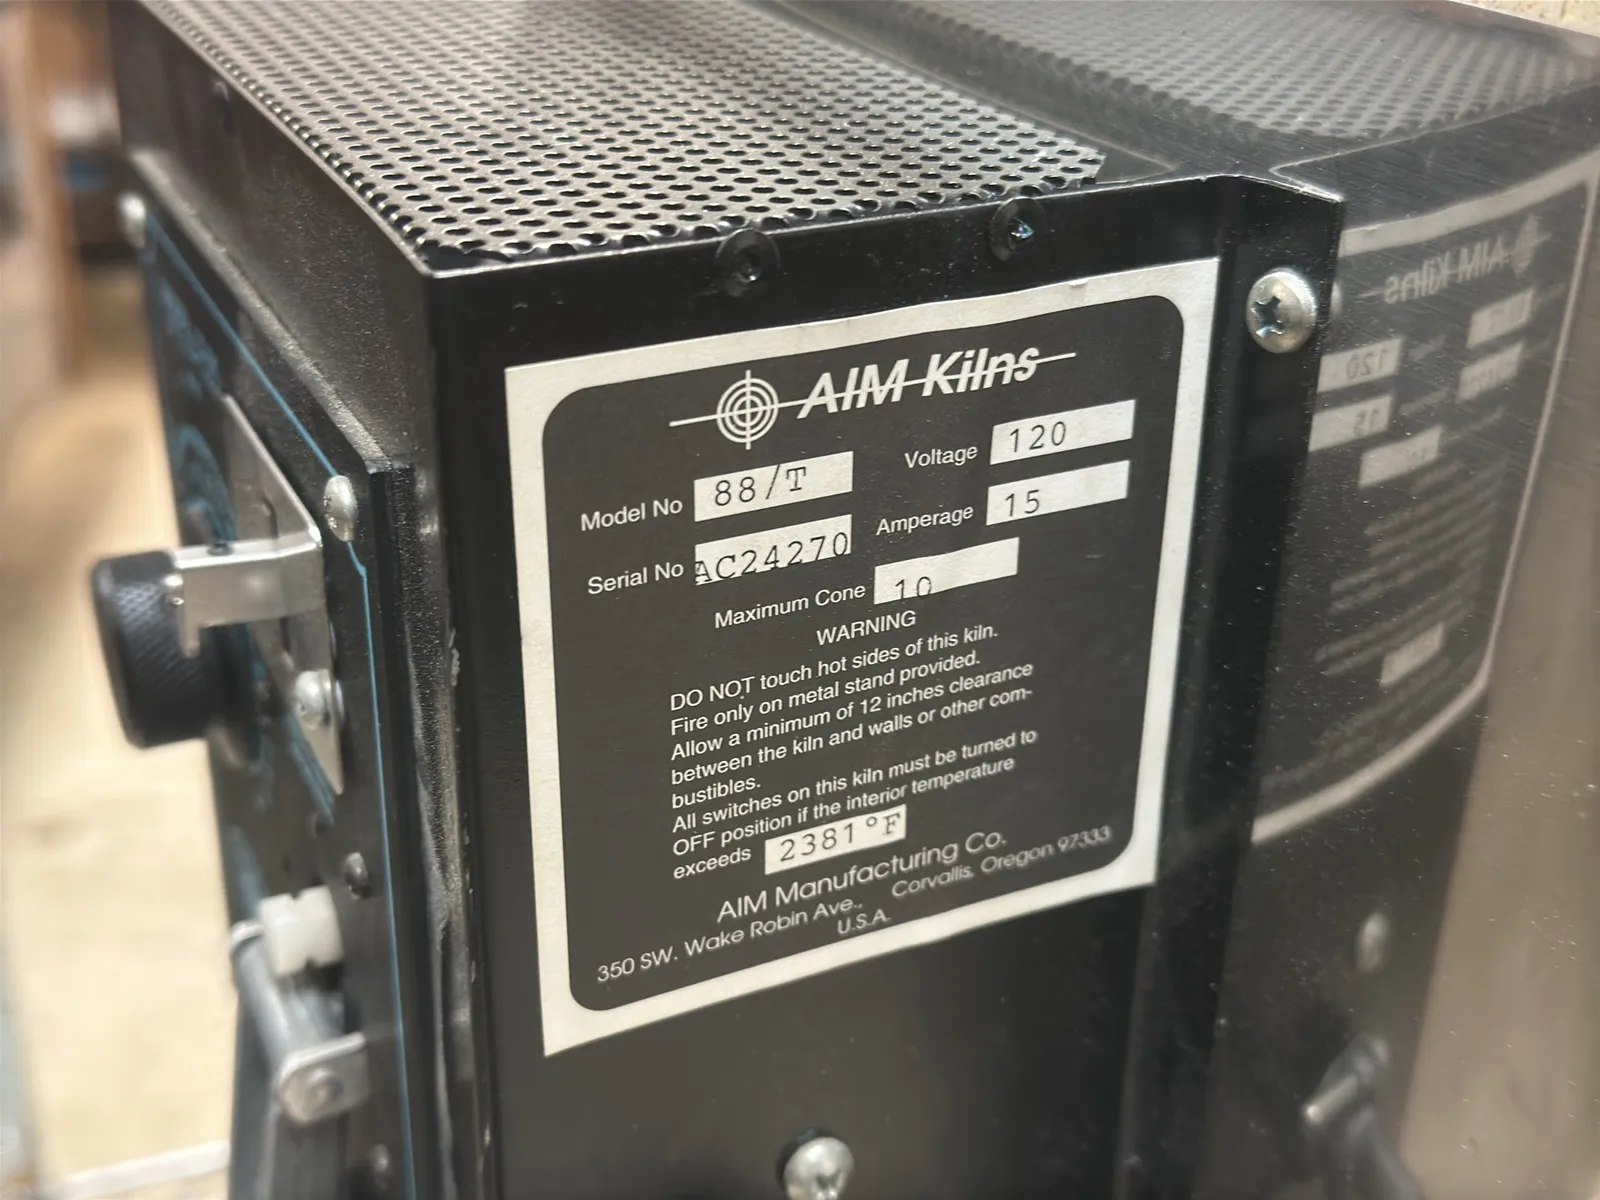 AIM Kilns
Model No 88/T
Voltage 120
Serial No AC24270
Amperage 15
Maximum Cone 10
WARNING
DO NOT touch hot sides of this kiln.
Fire only on metal stand provided.
Allow a minimum of 12 inches clearance
between the kiln and walls or other com-
bustibles.
All switches on this kiln must be turned to
OFF position if the interior temperature
exceeds 2381°F
AIM Manufacturing Co.
350 SW. Wake Robin Ave., Corvallis, Oregon 97333
U.S.A.
AIM Kilns
120
15